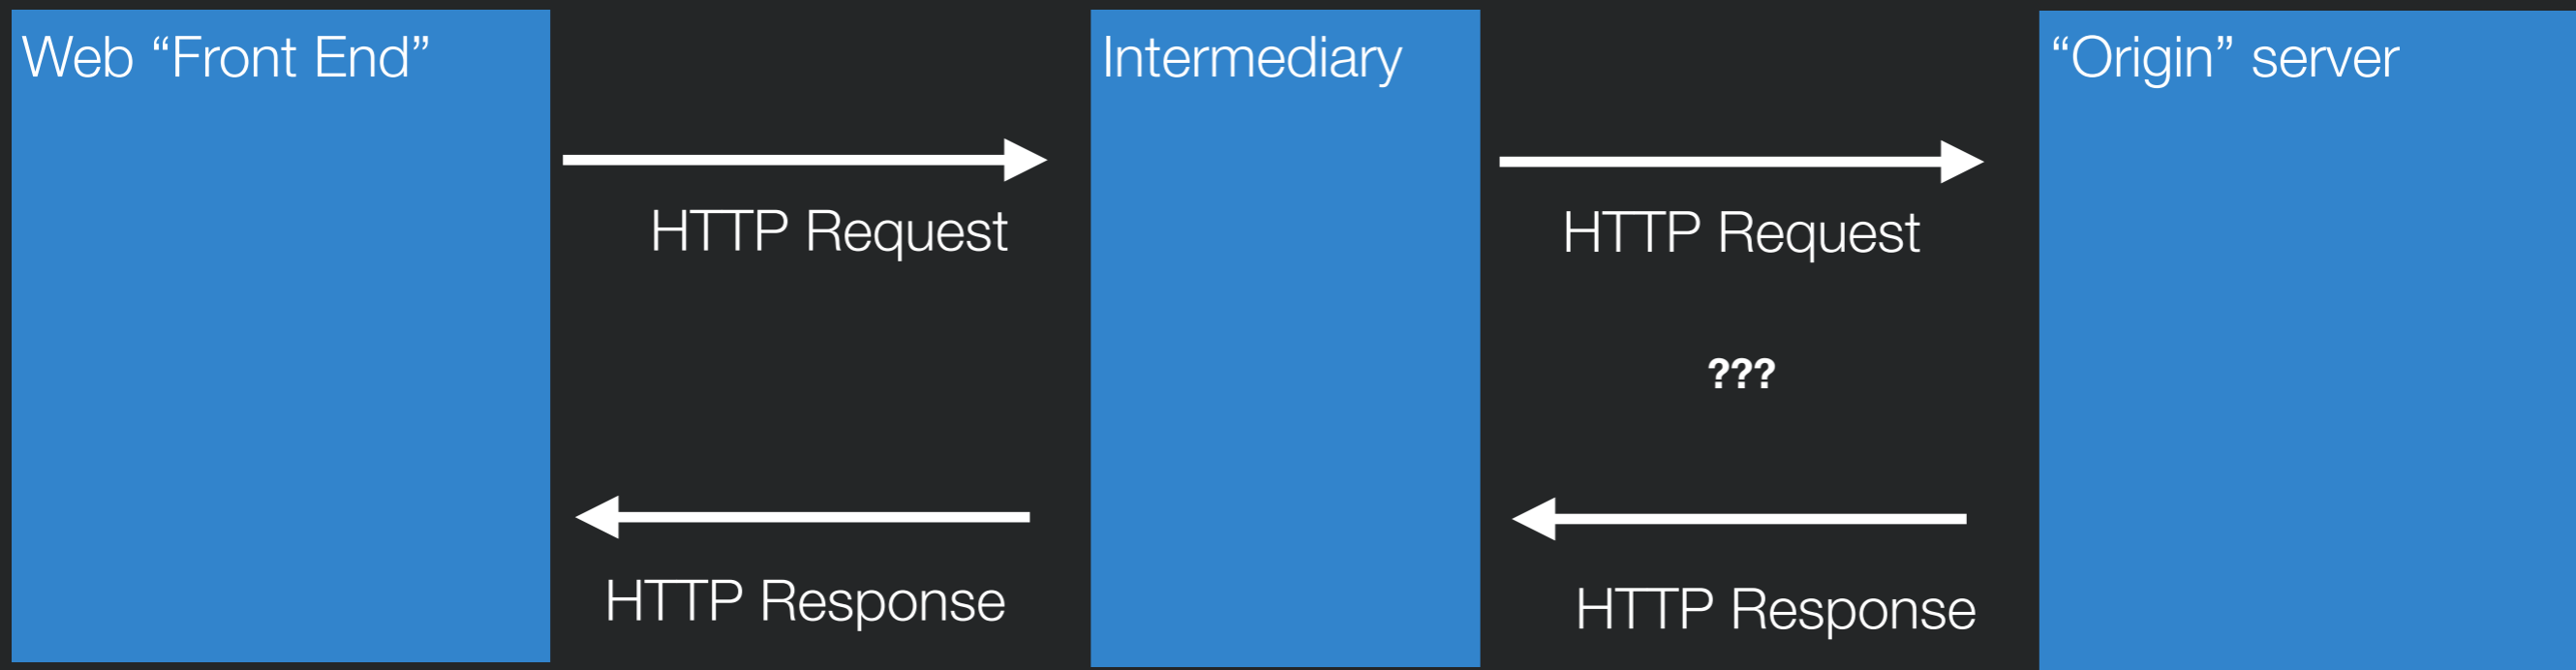 Web “Front End”
Intermediary
“Origin” server
HTTP Request
HTTP Request
???
HTTP Response
HTTP Response